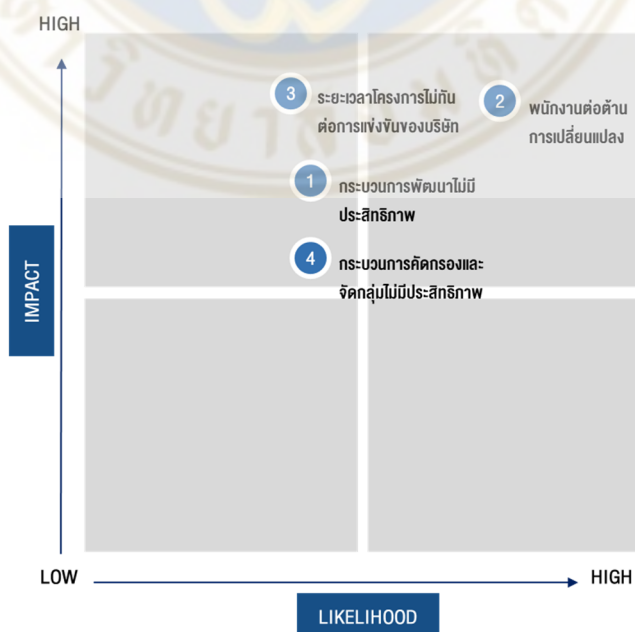 HIGH
3 ระยะเวลาโครงการไม่ทัน
ต่อการแข่งขันของบริษัท
2 พนักงานต่อต้าน
การเปลี่ยนแปลง
1 กระบวนการพัฒนาไม่มี
ประสิทธิภาพ
4 กระบวนการคัดกรองและ
จัดกลุ่มไม่มีประสิทธิภาพ
IMPACT
LOW
HIGH
LIKELIHOOD